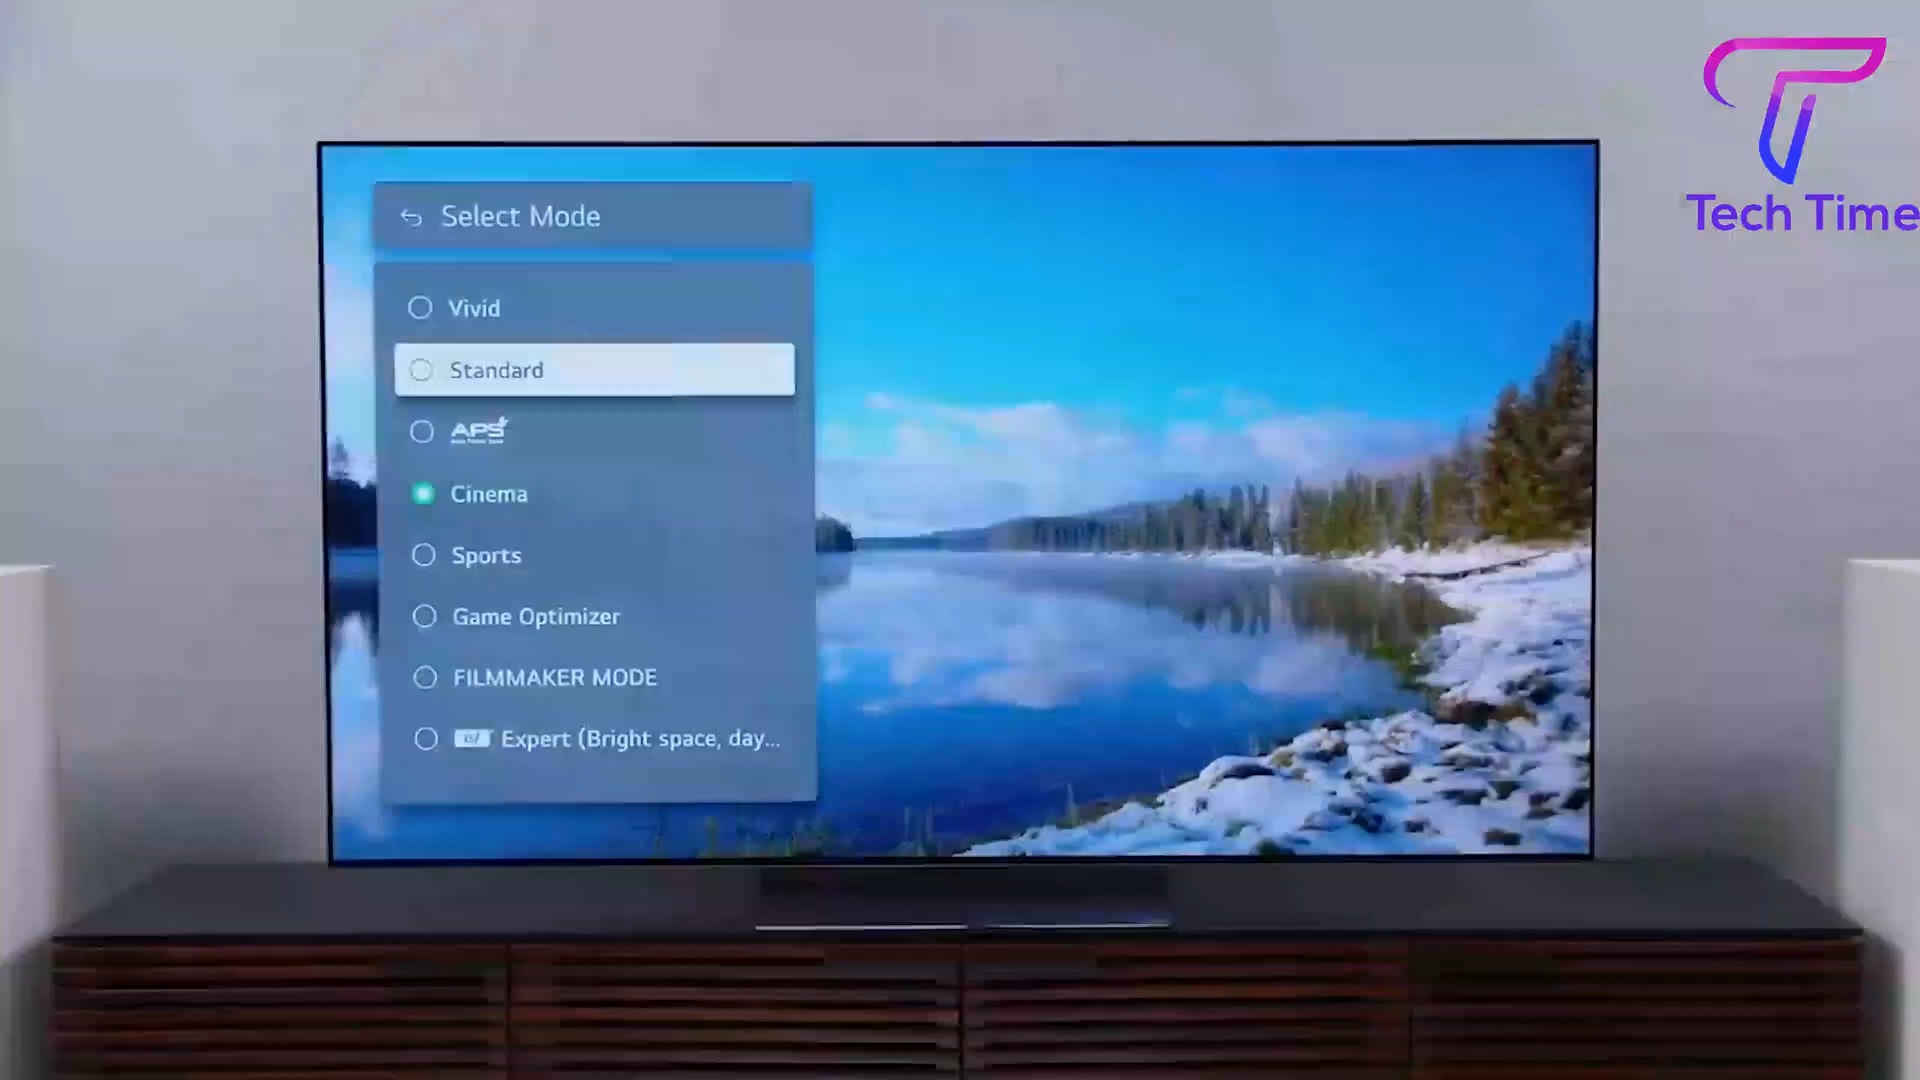 Tech Time
Select Mode
Vivid
Standard
APS
Cinema
Sports
Game Optimizer
FILMMAKER MODE
Expert (Bright space, day...